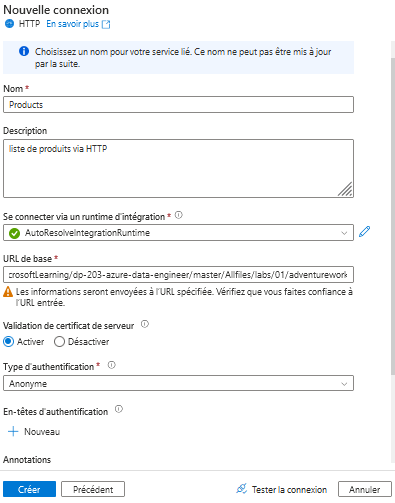 Nouvelle connexion
HTTP En savoir plus
Choisissez un nom pour votre service lié. Ce nom ne peut pas être mis à jour
par la suite.
Nom *
Products
Description
liste de produits via HTTP
Se connecter via un runtime d'intégration *
AutoResolveIntegrationRuntime
URL de base *
crosoftLearning/dp-203-azure-data-engineer/master/Allfiles/labs/01/adventurework
Les informations seront envoyées à l'URL spécifiée. Vérifiez que vous faites confiance à
l'URL entrée.
Validation de certificat de serveur
Activer Désactiver
Type d'authentification *
Anonyme
En-têtes d'authentification
Nouveau
Annotations
Créer Précédent Tester la connexion Annuler